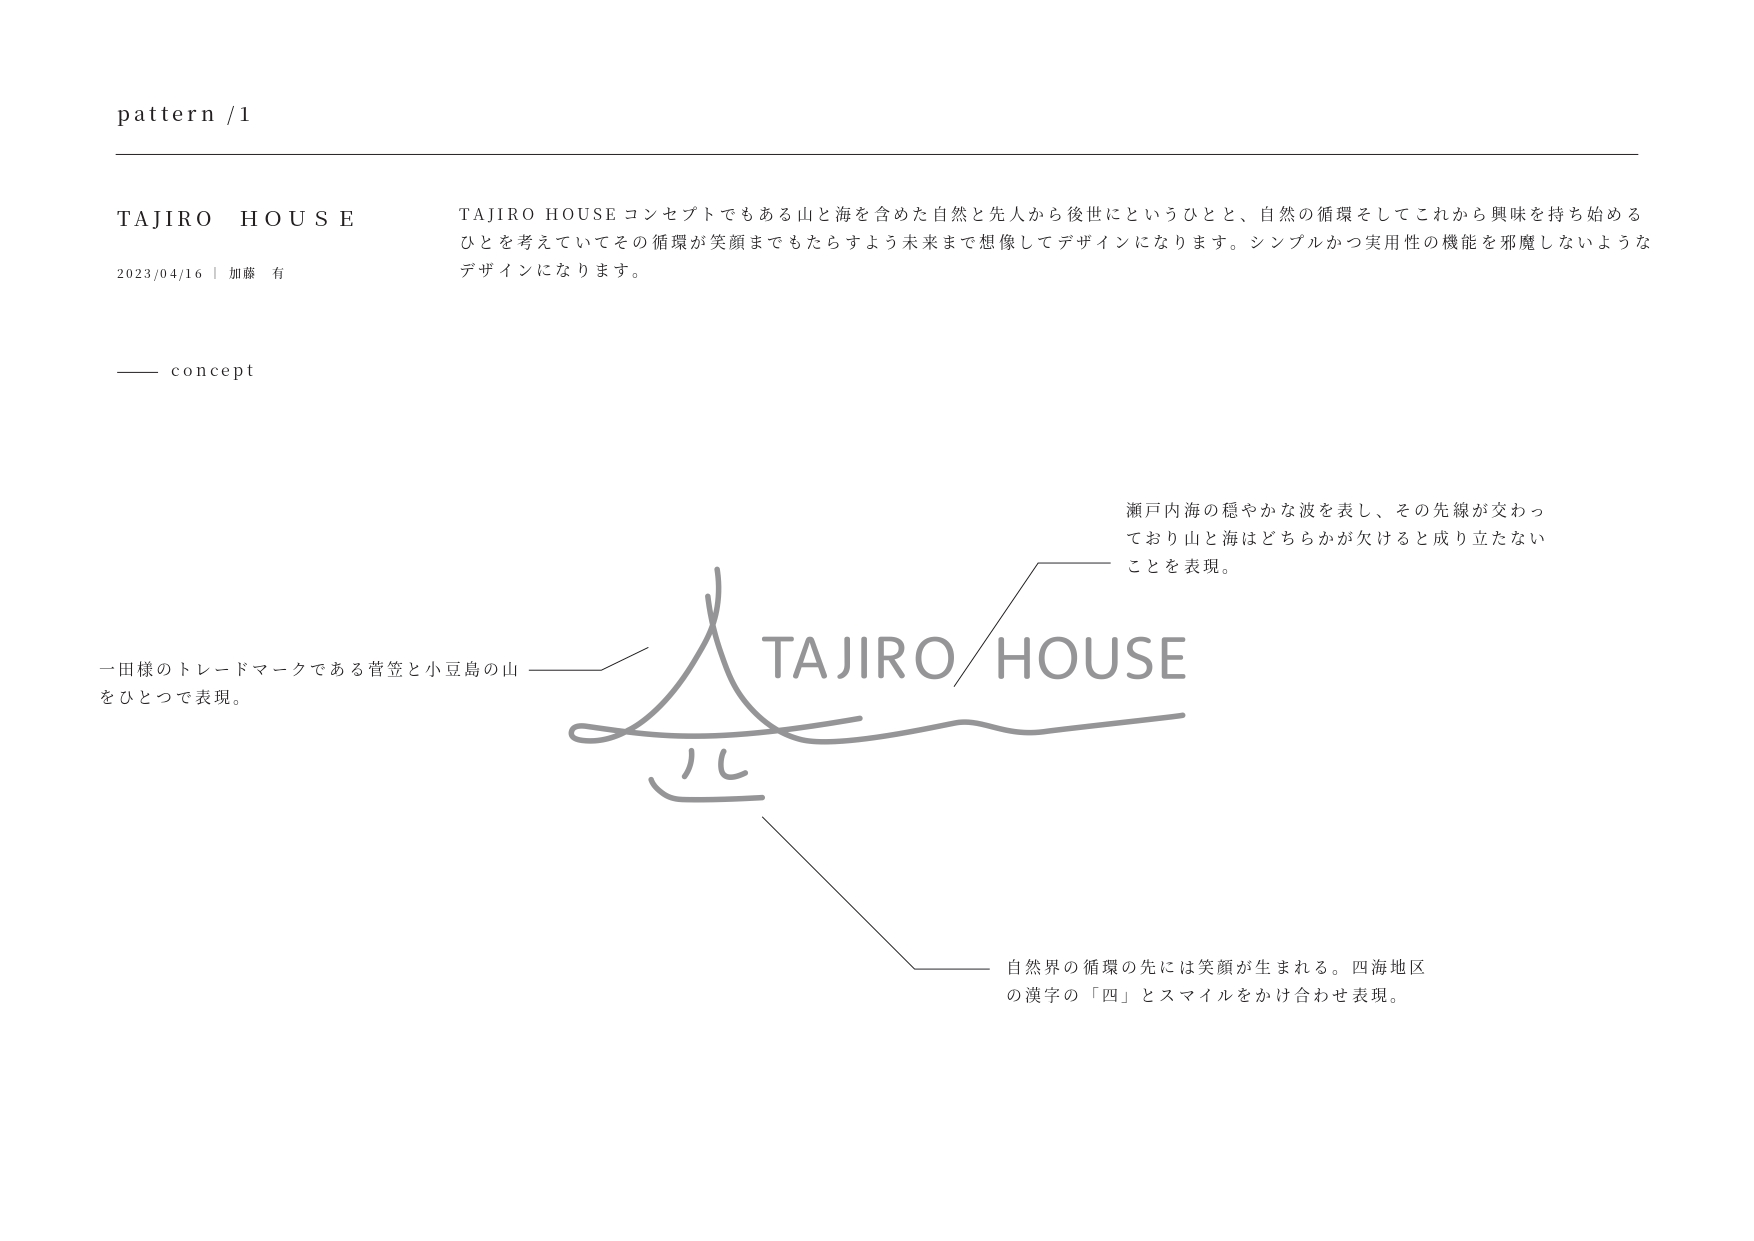 pattern /1
TAJIRO HOUSE
2023/04/16 | 加藤　有
TAJIRO HOUSE コンセプトでもある山と海を含めた自然と先人から後世にというひとと、自然の循環そしてこれから興味を持ち始める
ひとを考えていてその循環が笑顔までもたらすよう未来まで想像してデザインになります。シンプルかつ実用性の機能を邪魔しないような
デザインになります。
concept
瀬戸内海の穏やかな波を表し、その先線が交わっ
ており山と海はどちらかが欠けると成り立たない
ことを表現。
TAJIRO HOUSE
一田様のトレードマークである菅笠と小豆島の山
をひとつで表現。
自然界の循環の先には笑顔が生まれる。四海地区
の漢字の「四」とスマイルをかけ合わせ表現。